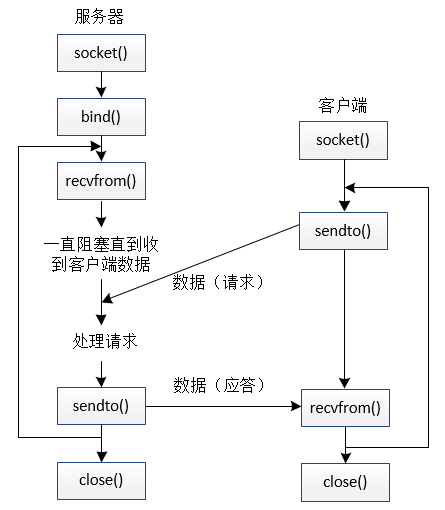 服务器
socket()
bind()
recvfrom()
一直阻塞直到收
到客户端数据
处理请求
sendto()
close()
数据（请求）
数据（应答）
客户端
socket()
sendto()
recvfrom()
close()